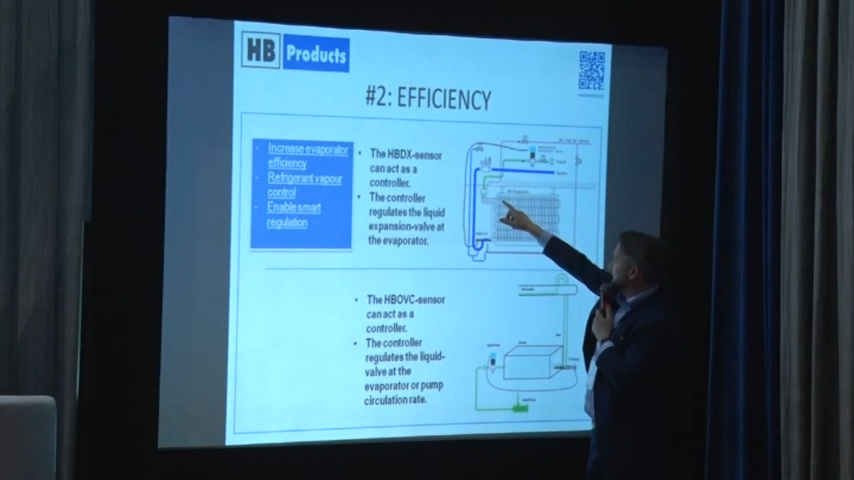 HB Products
#2: EFFICIENCY
- Increase evaporator
efficiency
- Refrigerant vapour
control
- Enable smart
regulation
• The HBDX-sensor
can act as a
controller.
• The controller
regulates the liquid
expansion-valve at
the evaporator.
• The HBOVC-sensor
can act as a
controller.
• The controller
regulates the liquid-
valve at the
evaporator or pump
circulation rate.